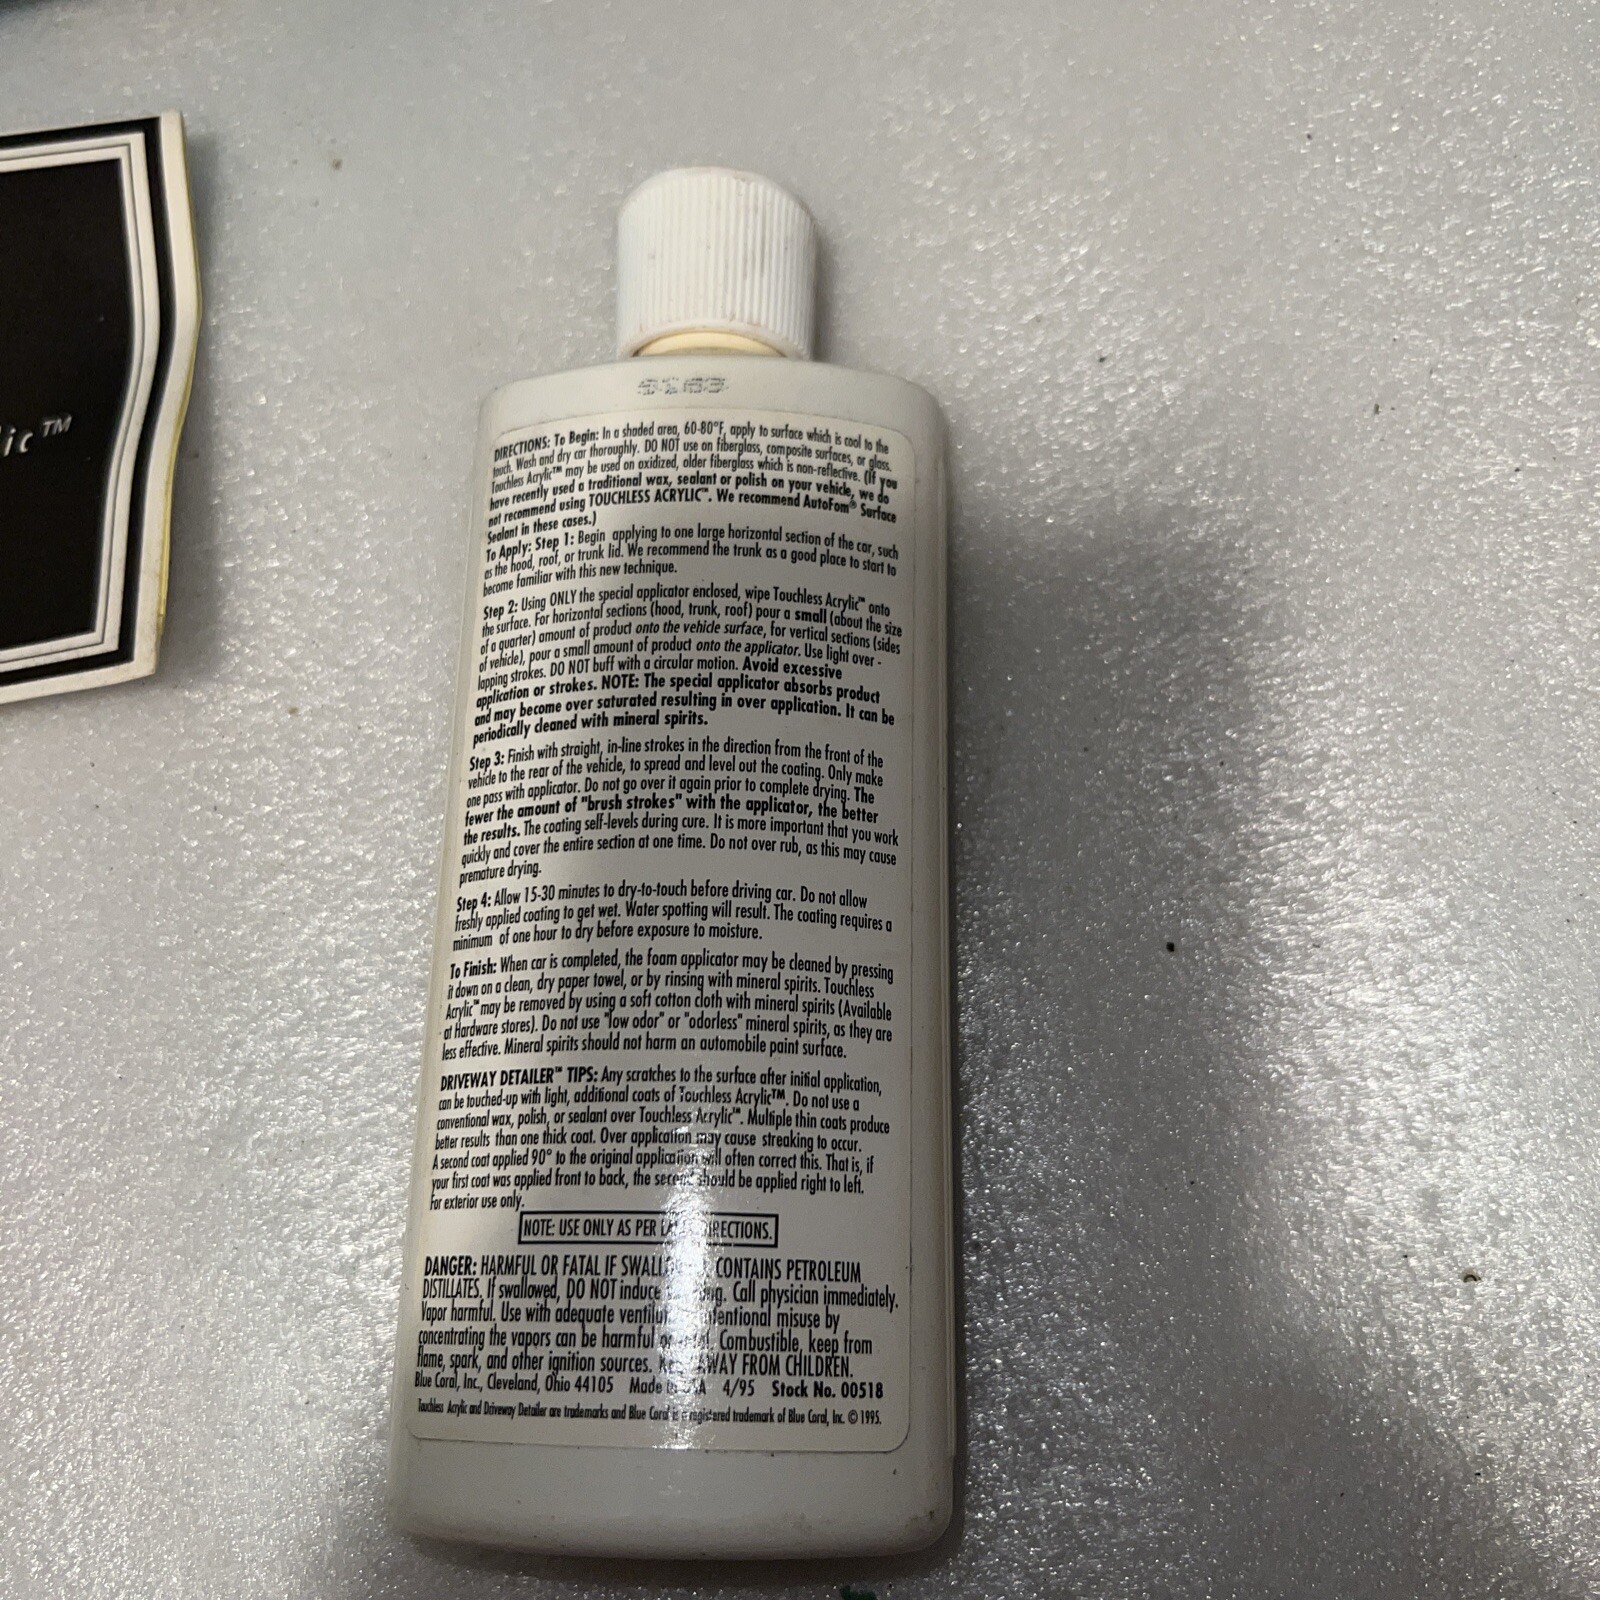 ic™
DIRECTIONS: To Begin: In a shaded area, 60-80°F, apply to surface which is cool to the
touch. Wash and dry car thoroughly. DO NOT use on fiberglass, composite surfaces, or glass.
Touchless Acrylic™ may be used on oxidized, older fiberglass which is non-reflective. (If you
have recently used a traditional wax, sealant or polish on your vehicle, we do
not recommend using TOUCHLESS ACRYLIC™. We recommend AutoFom® Surface
Sealant in these cases.)
To Apply: Step 1: Begin applying to one large horizontal section of the car, such
as the hood, roof, or trunk lid. We recommend the trunk as a good place to start to
become familiar with this new technique.
Step 2: Using ONLY the special applicator enclosed, wipe Touchless Acrylic™ onto
the surface. For horizontal sections (hood, trunk, roof) pour a small (about the size
of a quarter) amount of product onto the vehicle surface, for vertical sections (sides
of vehicle), pour a small amount of product onto the applicator. Use light over -
lapping strokes. DO NOT buff with a circular motion. Avoid excessive
application or strokes. NOTE: The special applicator absorbs product
and may become over saturated resulting in over application. It can be
periodically cleaned with mineral spirits.
Step 3: Finish with straight, in-line strokes in the direction from the front of the
vehicle to the rear of the vehicle, to spread and level out the coating. Only make
one pass with applicator. Do not go over it again prior to complete drying. The
fewer the amount of "brush strokes" with the applicator, the better
the results. The coating self-levels during cure. It is more important that you work
quickly and cover the entire section at one time. Do not over rub, as this may cause
premature drying.
Step 4: Allow 15-30 minutes to dry-to-touch before driving car. Do not allow
freshly applied coating to get wet. Water spotting will result. The coating requires a
minimum of one hour to dry before exposure to moisture.
To Finish: When car is completed, the foam applicator may be cleaned by pressing
it down on a clean, dry paper towel, or by rinsing with mineral spirits. Touchless
Acrylic™ may be removed by using a soft cotton cloth with mineral spirits (Available
at Hardware stores). Do not use "low odor" or "odorless" mineral spirits, as they are
less effective. Mineral spirits should not harm an automobile paint surface.
DRIVEWAY DETAILER™ TIPS: Any scratches to the surface after initial application,
can be touched-up with light, additional coats of Touchless Acrylic™. Do not use a
conventional wax, polish, or sealant over Touchless Acrylic™. Multiple thin coats produce
better results than one thick coat. Over application may cause streaking to occur.
A second coat applied 90° to the original application will often correct this. That is, if
your first coat was applied front to back, the second should be applied right to left.
For exterior use only.
NOTE: USE ONLY AS PER DIRECTIONS.
DANGER: HARMFUL OR FATAL IF CONTAINS PETROLEUM
DISTILLATES. If swallowed, DO NOT induce Call physician immediately.
Vapor harmful. Use with adequate misuse by
concentrating the vapors can be harmful Combustible, keep from
flame, spark, and other ignition sources. AWAY FROM CHILDREN.
Blue Coral, Inc., Cleveland, Ohio 44105 Made 4/95 Stock No. 00518
Touchless Acrylic and Driveway Detailer are trademarks and Blue Coral is a registered trademark of Blue Coral, Inc. © 1995.